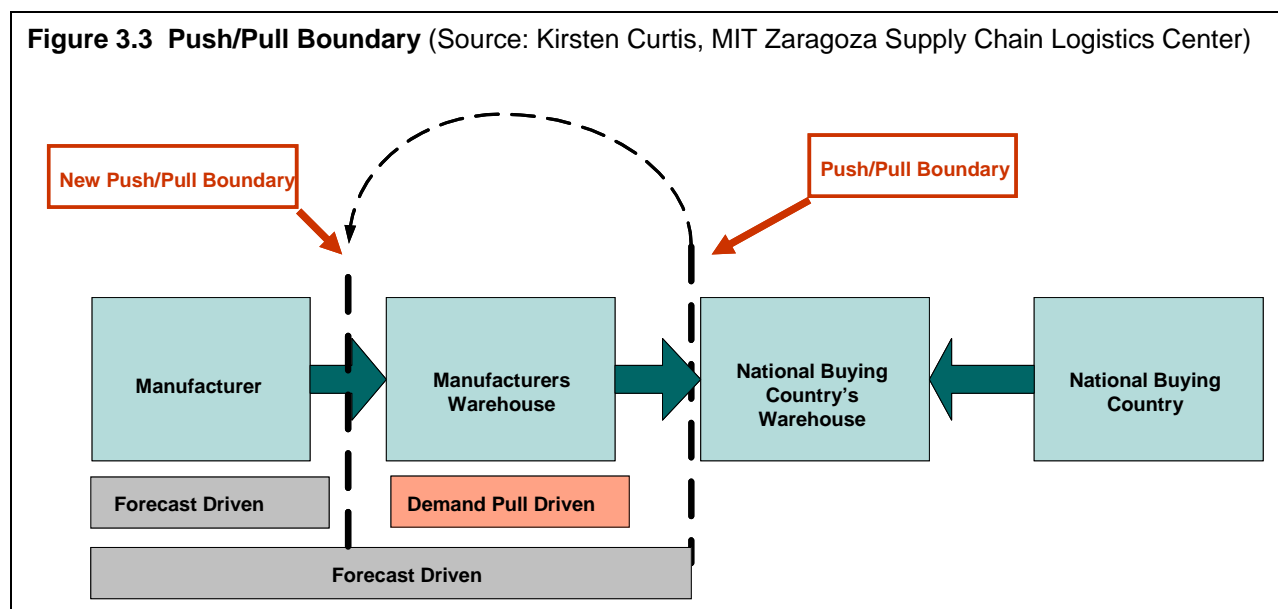 Figure 3.3 Push/Pull Boundary (Source: Kirsten Curtis, MIT Zaragoza Supply Chain Logistics Center)
New Push/Pull Boundary
Push/Pull Boundary
Manufacturer
Manufacturers
Warehouse
National Buying
Country's
Warehouse
National Buying
Country
Forecast Driven
Demand Pull Driven
Forecast Driven